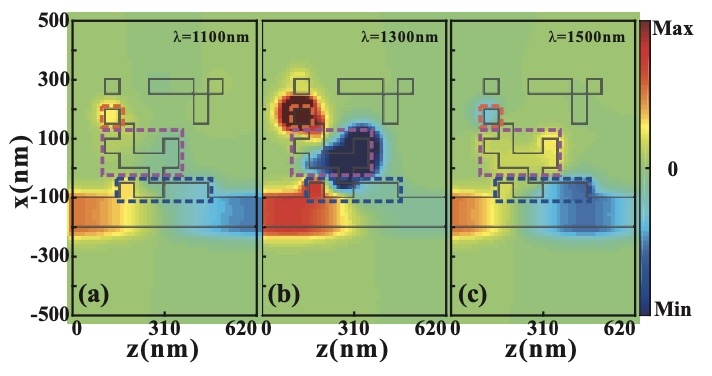 500
300
100
-100
-300
-500
x(nm)
λ=1100nm
λ=1300nm
λ=1500nm
(a)
(b)
(c)
0 310 620
0 310 620
0 310 620
z(nm)
z(nm)
z(nm)
Max
0
Min